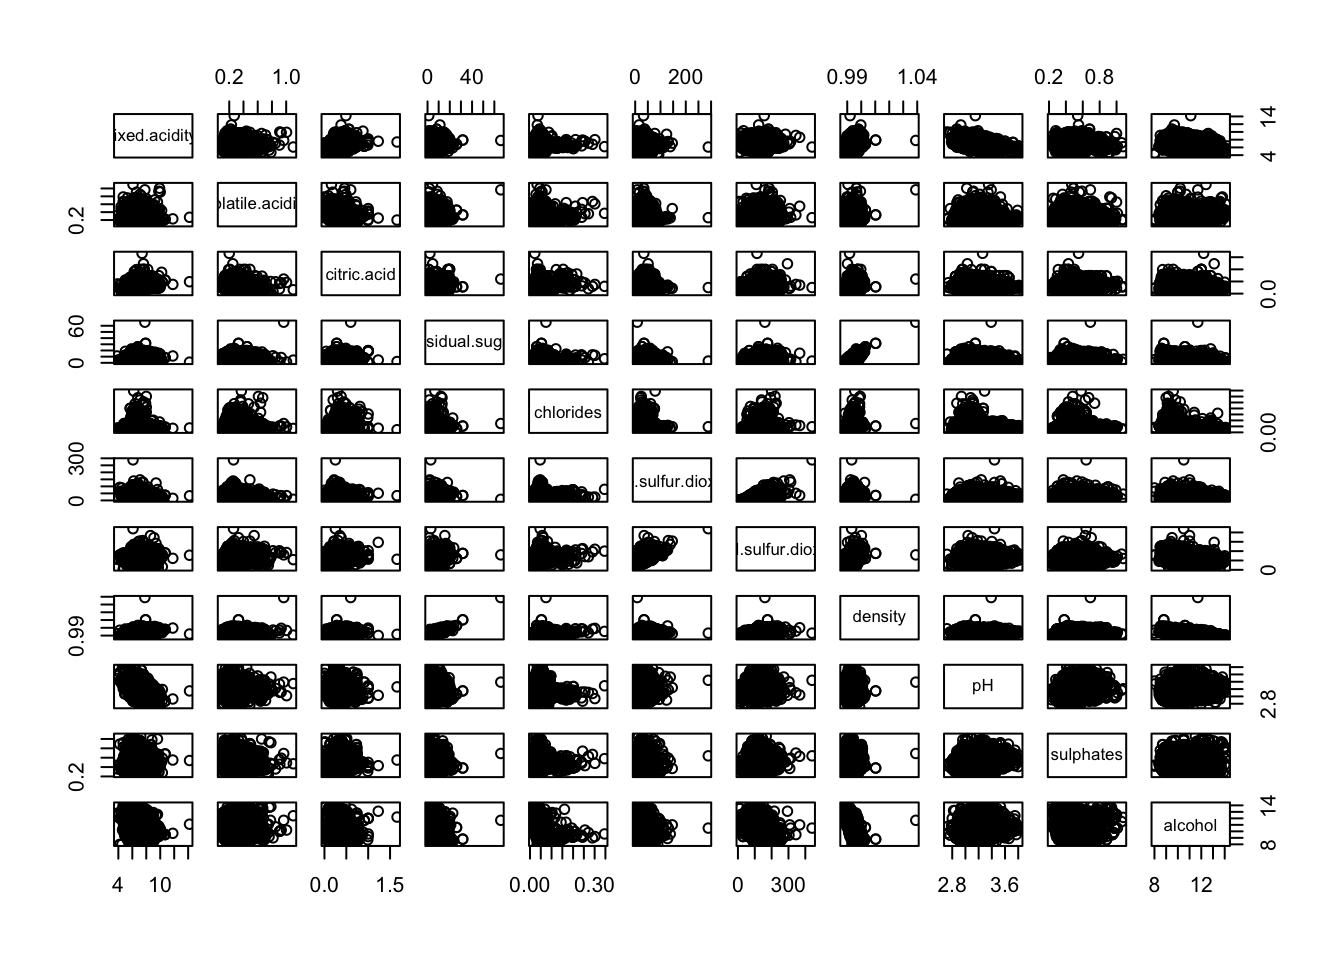 0.2 1.0 0 40 0 200 0.99 1.04 0.2 0.8
ixed.acidity 4 14
0.2 olatile.acidi
citric.acid 0.0
0 60 sidual.sug
chlorides 0.00
0 300 .sulfur.diox
l.sulfur.diox 0
0.99 density
pH 2.8
0.2 sulphates
alcohol 8 14
4 10 0.0 1.5 0.00 0.30 0 300 2.8 3.6 8 12